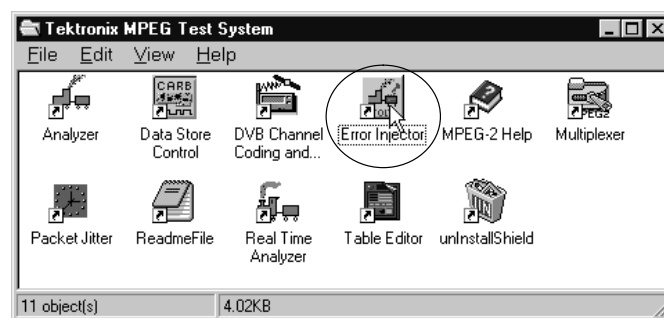 Tektronix MPEG Test System
File Edit View Help
CARB
PEG2
Analyzer
Data Store
Control
DVB Channel
Coding and...
Error Injector
MPEG-2 Help
Multiplexer
Packet Jitter
ReadmeFile
Real Time
Analyzer
Table Editor
unInstallShield
11 object(s)
4.02KB